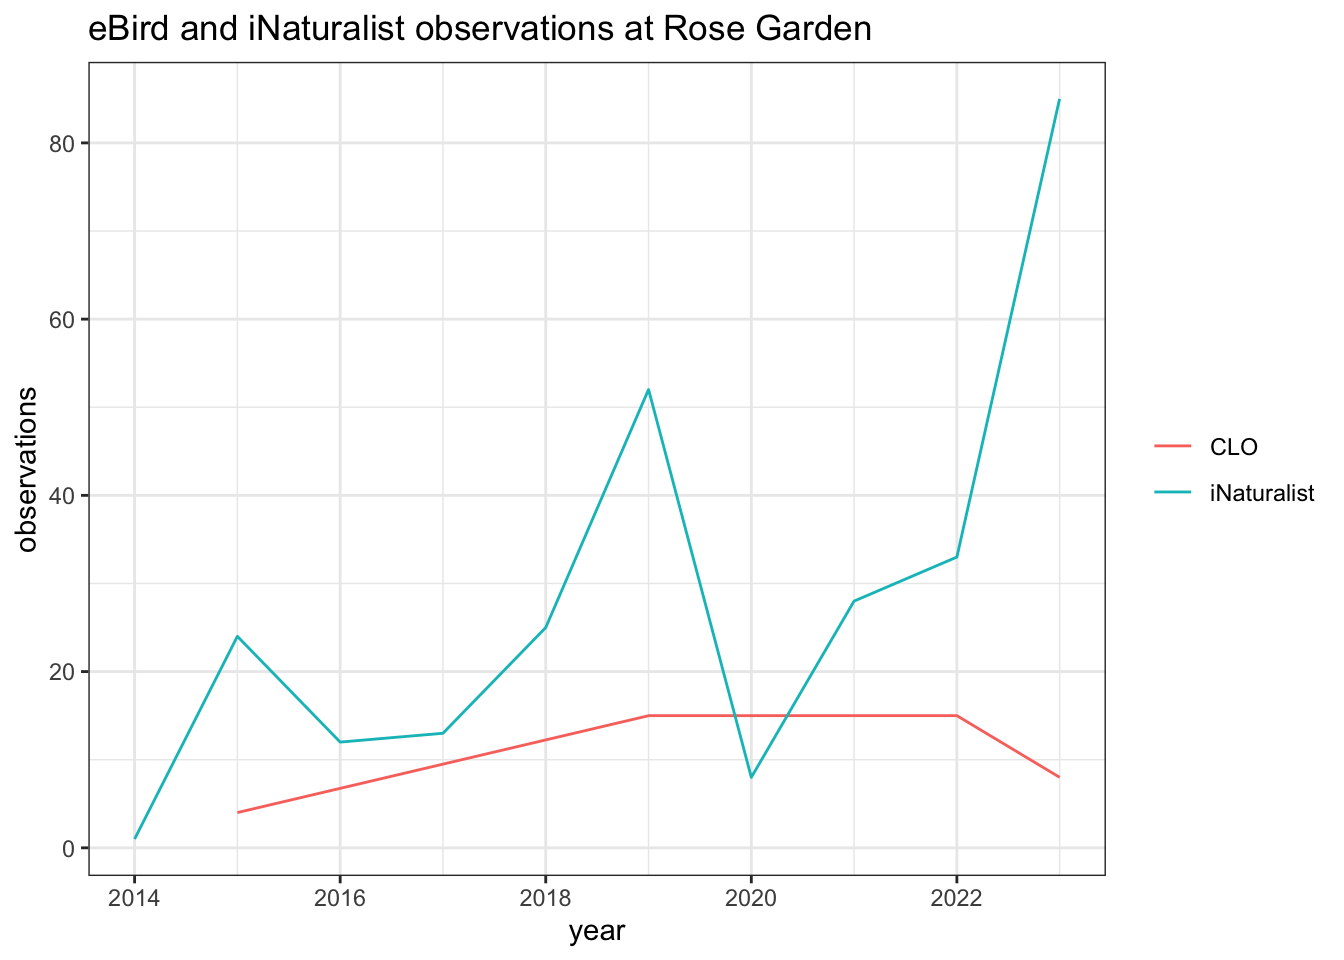 eBird and iNaturalist observations at Rose Garden
80
60
40
20
0
observations
2014 2016 2018 2020 2022
year
CLO
iNaturalist